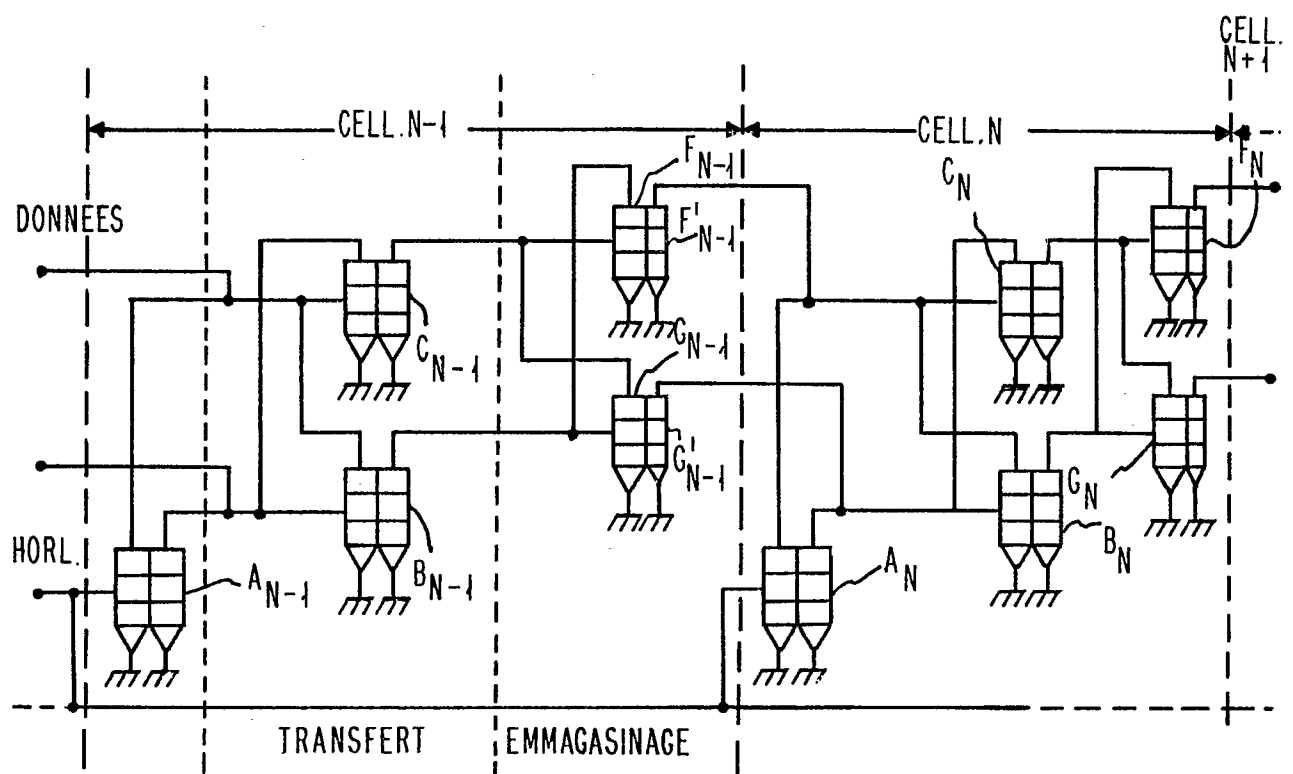 CELL.
N+1
CELL.N-1
CELL.N
F N-1
C N
F N
DONNEES
F' N-1
G N-1
C N-1
G' N-1
G N
HORL.
A N-1
B N-1
A N
B N
TRANSFERT
EMMAGASINAGE